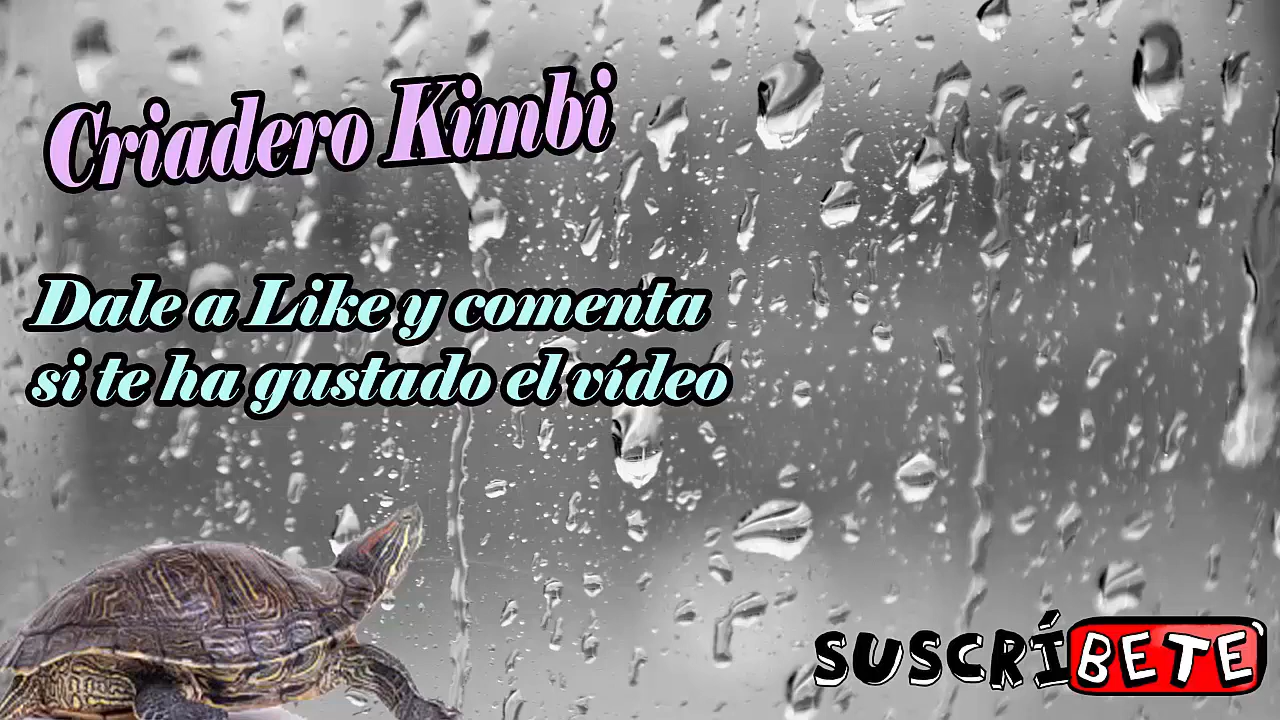 Criadero Kimbi
Dale a Like y comenta
si te ha gustado el vídeo
SUSCRÍBETE